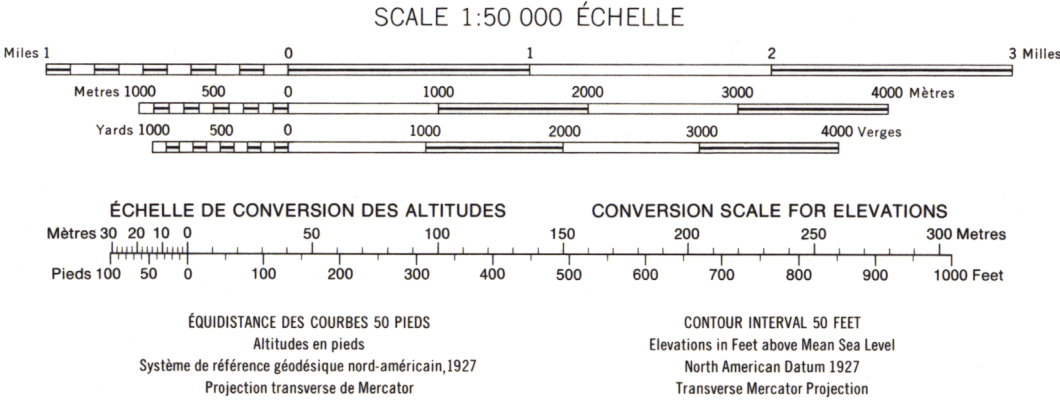 SCALE 1:50 000 ÉCHELLE
Miles 1 0 1 2 3 Milles
Metres 1000 500 0 1000 2000 3000 4000 Mètres
Yards 1000 500 0 1000 2000 3000 4000 Verges
ÉCHELLE DE CONVERSION DES ALTITUDES CONVERSION SCALE FOR ELEVATIONS
Mètres 30 20 10 0 50 100 150 200 250 300 Metres
Pieds 100 50 0 100 200 300 400 500 600 700 800 900 1000 Feet
ÉQUIDISTANCE DES COURBES 50 PIEDS
Altitudes en pieds
Système de référence géodésique nord-américain,1927
Projection transverse de Mercator
CONTOUR INTERVAL 50 FEET
Elevations in Feet above Mean Sea Level
North American Datum 1927
Transverse Mercator Projection